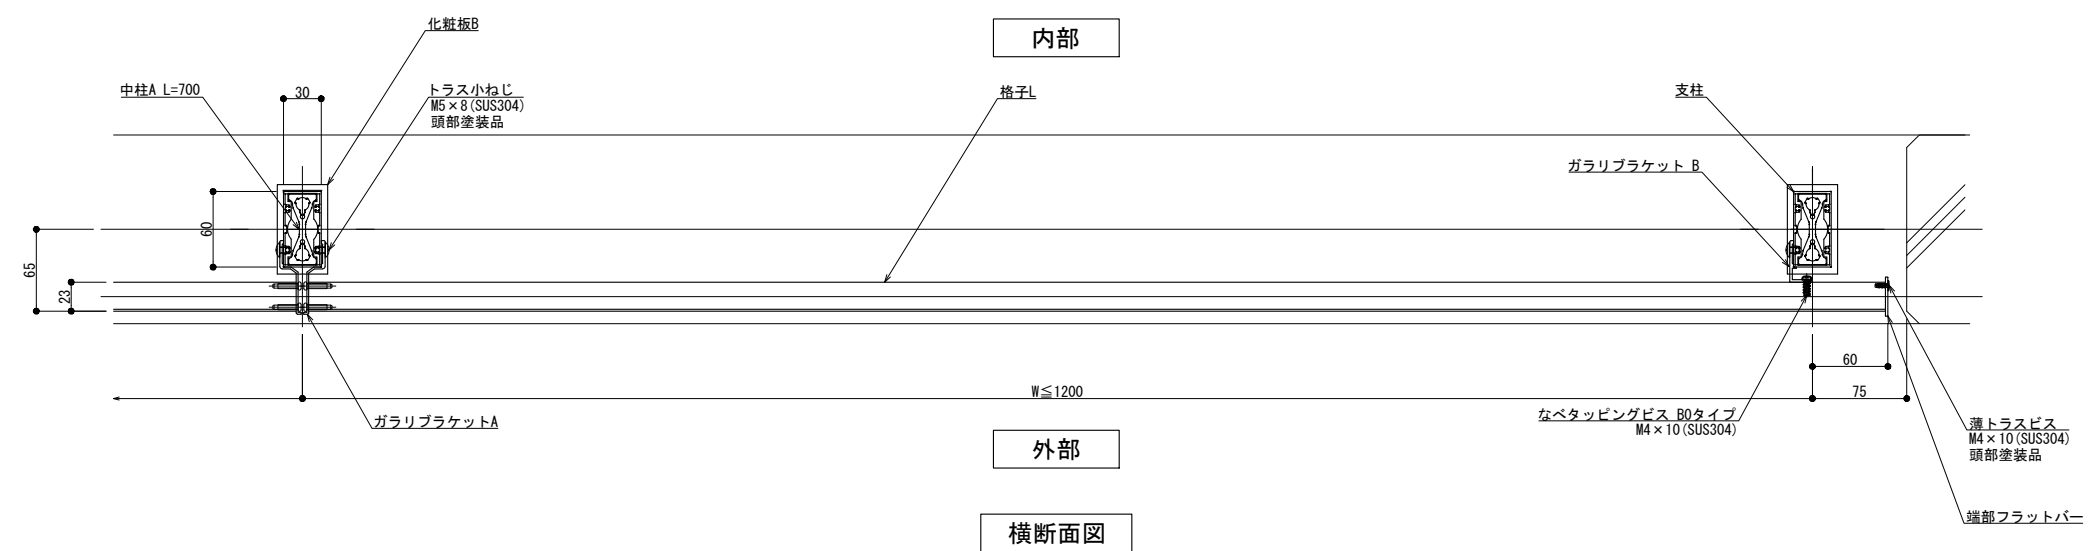 化粧板B
内部
中柱A L=700
30
トラス小ねじ
M5×8(SUS304)
頭部塗装品
格子L
支柱
ガラリブラケット B
60
65
23
60
W≦1200
75
ガラリブラケットA
なべタッピングビス B0タイプ
M4×10(SUS304)
薄トラスビス
M4×10(SUS304)
頭部塗装品
外部
端部フラットバー
横断面図